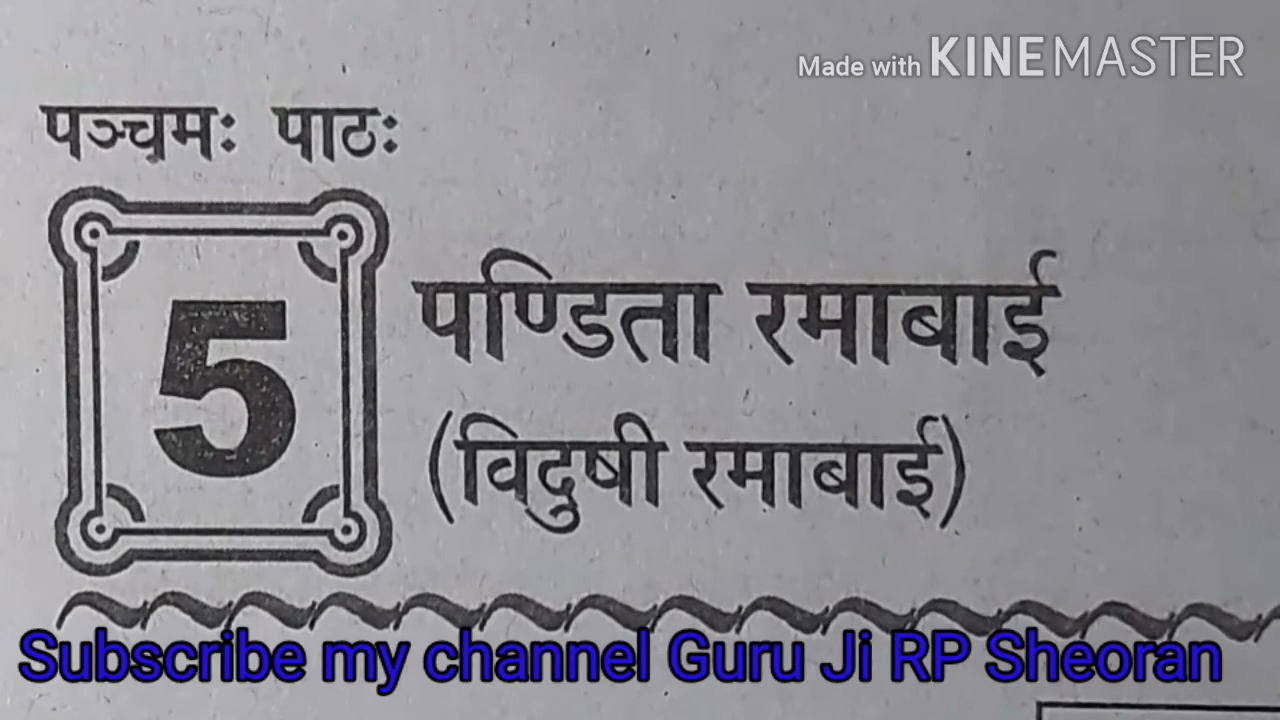 Made with KINEMASTER
पञ्चमः पाठः
5
पण्डिता रमाबाई
(विदुषी रमाबाई)
Subscribe my channel Guru Ji RP Sheoran